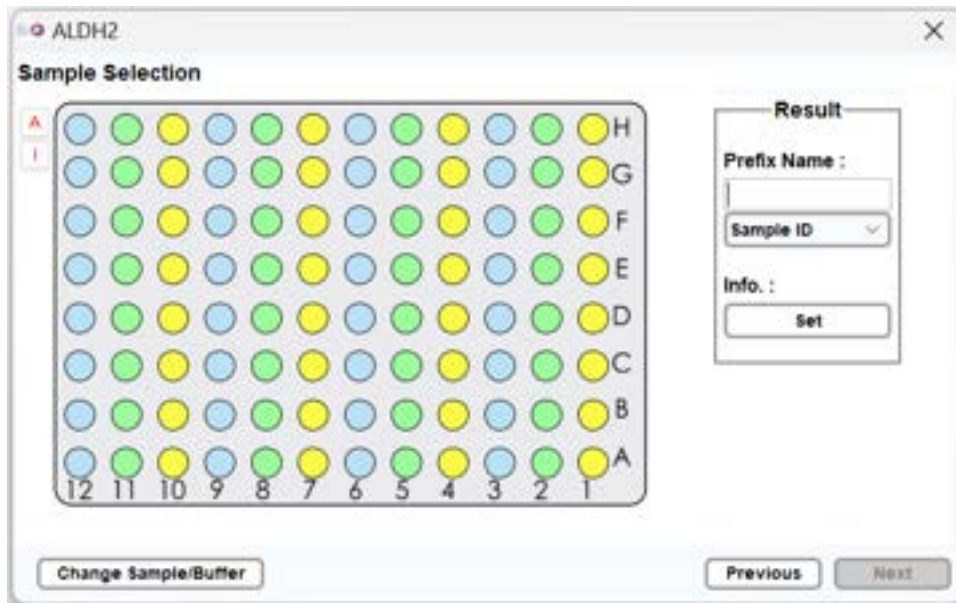 ALDH2
Sample Selection
A
I
H
G
F
E
D
C
B
A
12 11 10 9 8 7 6 5 4 3 2 1
Result
Prefix Name :
Sample ID
Info. :
Set
Change Sample/Buffer
Previous
Next